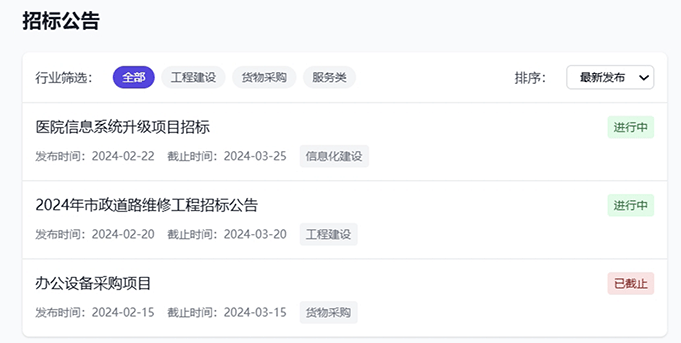 招标公告
行业筛选： 全部 工程建设 货物采购 服务类 排序： 最新发布
医院信息系统升级项目招标 进行中
发布时间：2024-02-22 截止时间：2024-03-25 信息化建设
2024年市政道路维修工程招标公告 进行中
发布时间：2024-02-20 截止时间：2024-03-20 工程建设
办公设备采购项目 已截止
发布时间：2024-02-15 截止时间：2024-03-15 货物采购